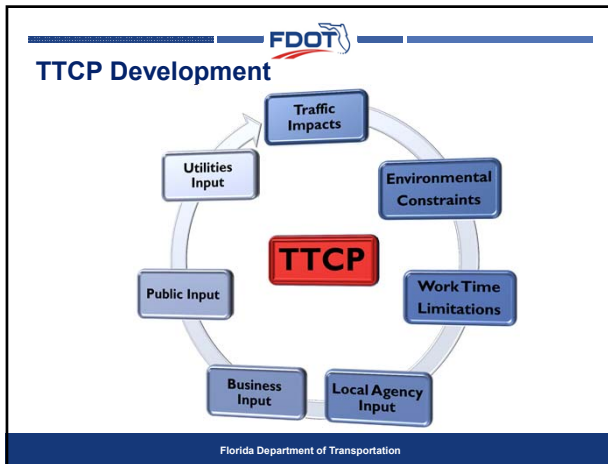 FDOT
TTCP Development
Traffic
Impacts
Environmental
Constraints
Work Time
Limitations
Local Agency
Input
Business
Input
Public Input
Utilities
Input
TTCP
Florida Department of Transportation